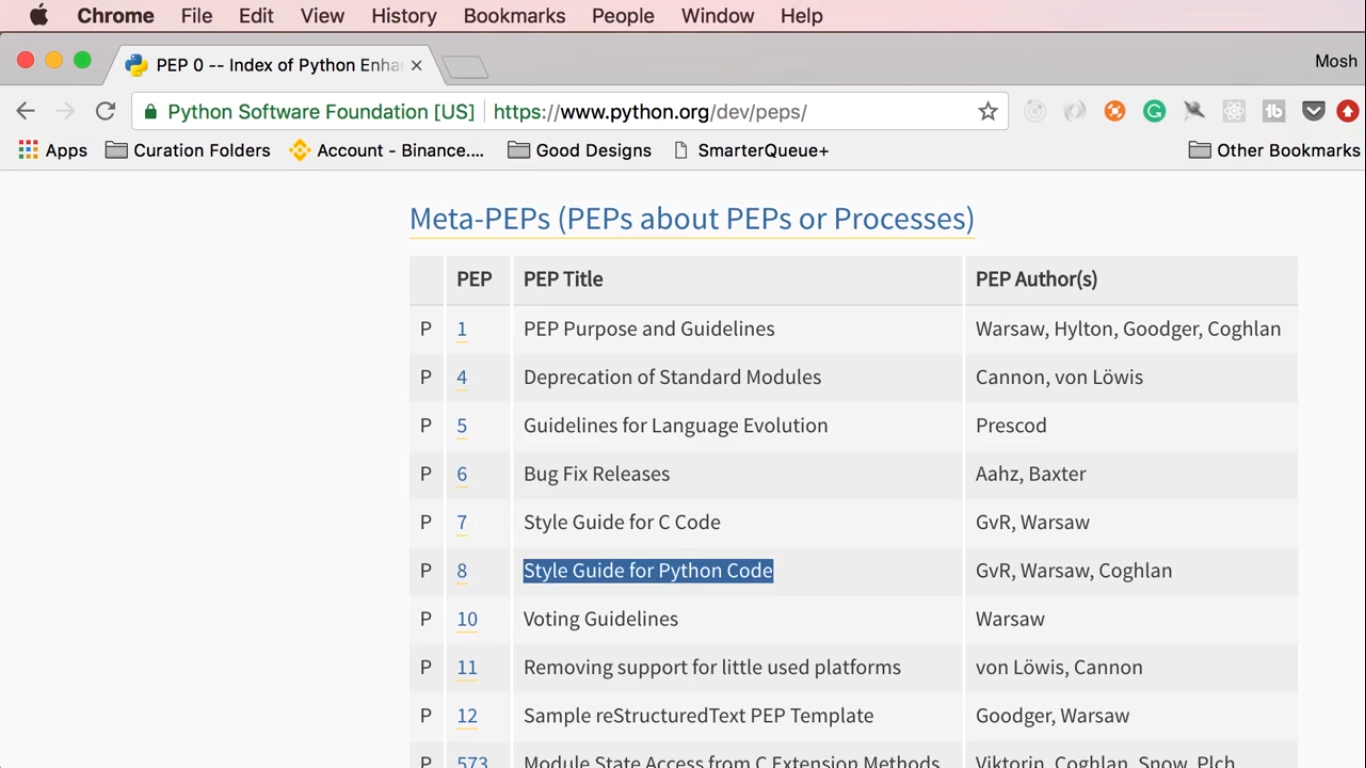 Chrome File Edit View History Bookmarks People Window Help
PEP 0 -- Index of Python Enha
Mosh
Python Software Foundation [US] https://www.python.org/dev/peps/
Apps Curation Folders Account - Binance.... Good Designs SmarterQueue+ Other Bookmarks
Meta-PEPs (PEPs about PEPs or Processes)
PEP PEP Title PEP Author(s)
P 1 PEP Purpose and Guidelines Warsaw, Hylton, Goodger, Coghlan
P 4 Deprecation of Standard Modules Cannon, von Löwis
P 5 Guidelines for Language Evolution Prescod
P 6 Bug Fix Releases Aahz, Baxter
P 7 Style Guide for C Code GvR, Warsaw
P 8 Style Guide for Python Code GvR, Warsaw, Coghlan
P 10 Voting Guidelines Warsaw
P 11 Removing support for little used platforms von Löwis, Cannon
P 12 Sample reStructuredText PEP Template Goodger, Warsaw
P 573 Module State Access from C Extension Methods Viktorin, Coghlan, Snow, Plch